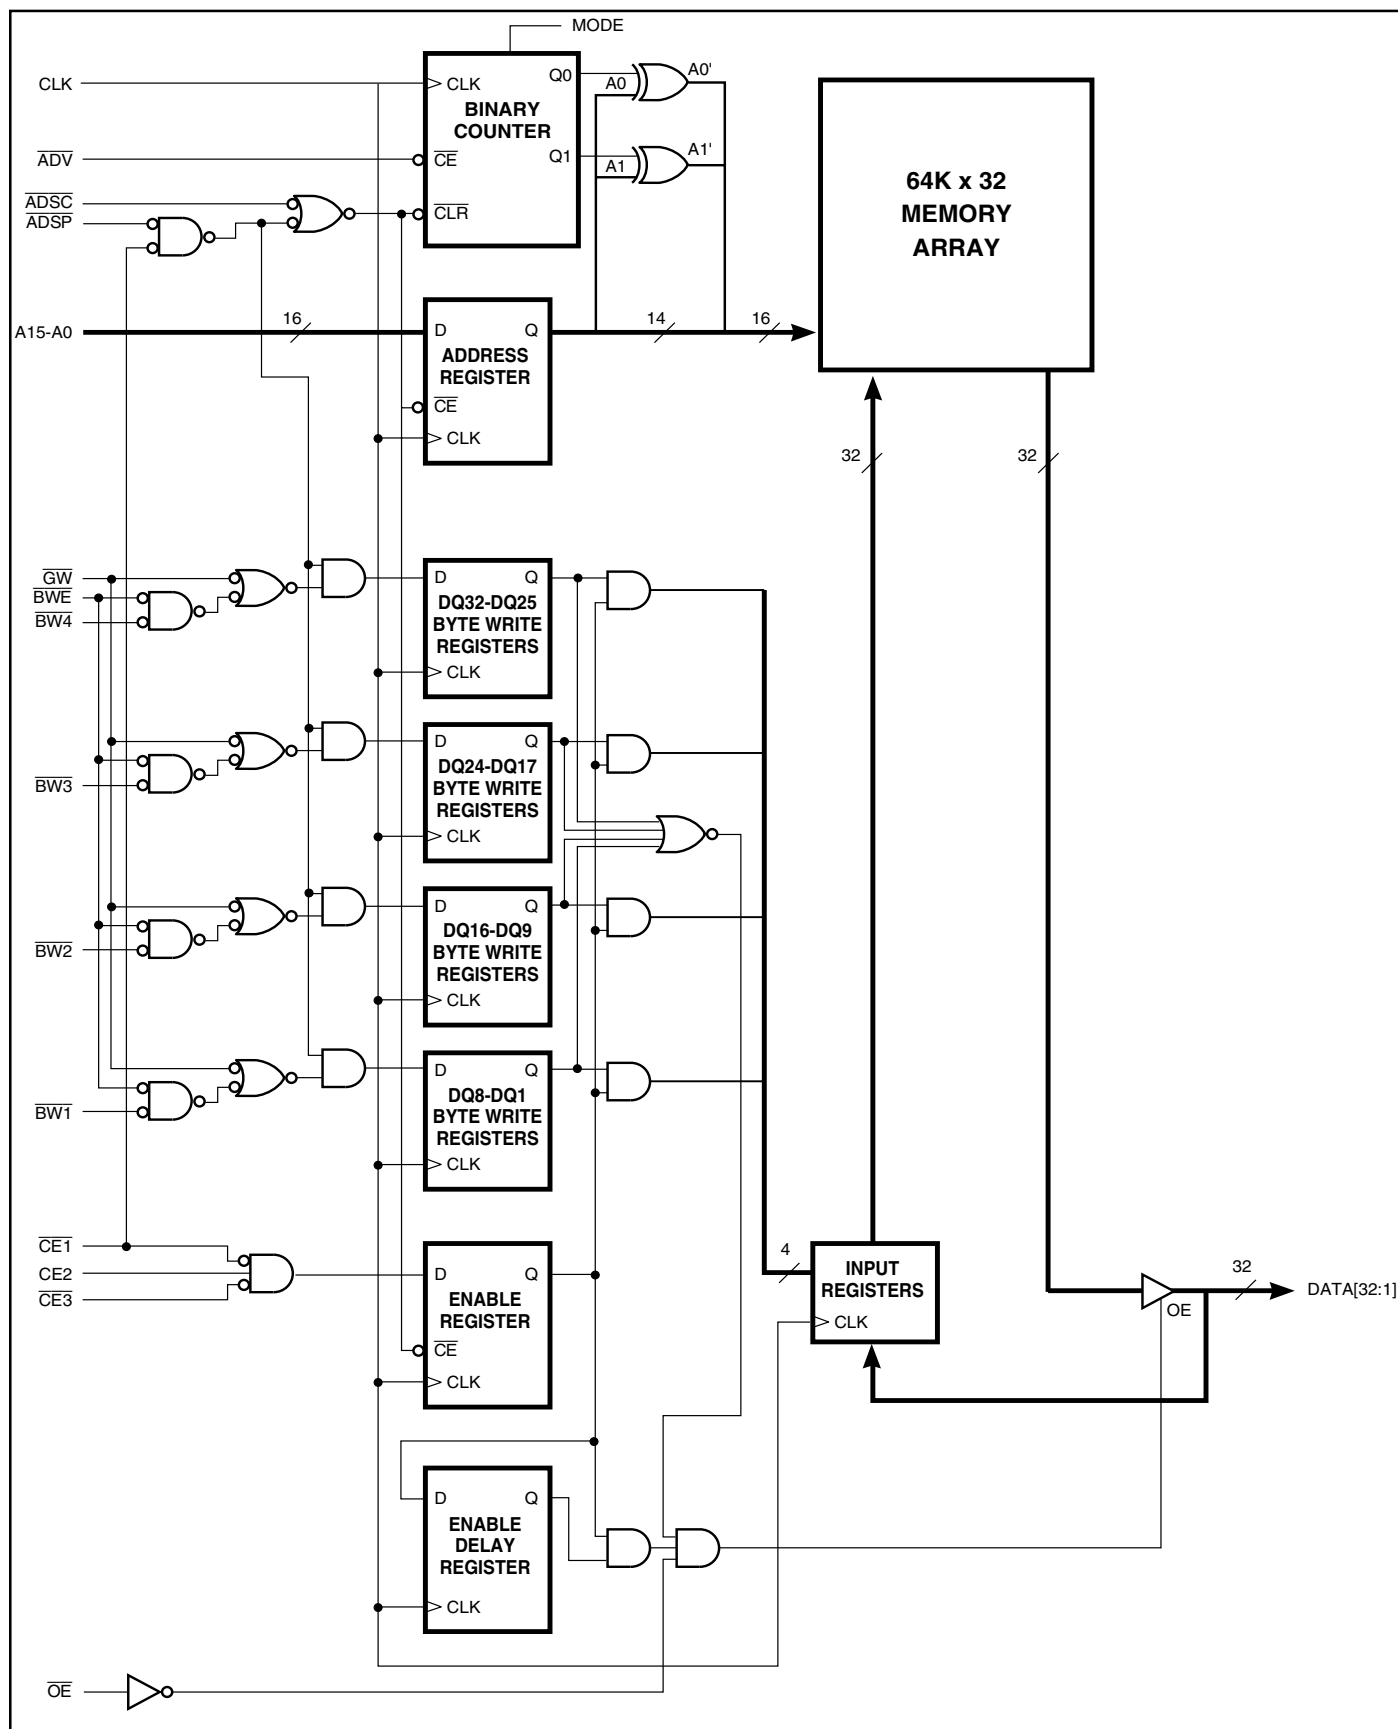 MODE
CLK
CLK
Q0
A0
A0'
BINARY
COUNTER
ADV
CE
Q1
A1
A1'
ADSC
ADSP
CLR
64K x 32
MEMORY
ARRAY
A15-A0
16
D
Q
14
16
ADDRESS
REGISTER
CE
CLK
32
32
GW
BWE
BW4
D
Q
DQ32-DQ25
BYTE WRITE
REGISTERS
CLK
BW3
D
Q
DQ24-DQ17
BYTE WRITE
REGISTERS
CLK
BW2
D
Q
DQ16-DQ9
BYTE WRITE
REGISTERS
CLK
BW1
D
Q
DQ8-DQ1
BYTE WRITE
REGISTERS
CLK
CE1
CE2
CE3
D
Q
ENABLE
REGISTER
CE
CLK
4
INPUT
REGISTERS
CLK
OE
32
DATA[32:1]
D
Q
ENABLE
DELAY
REGISTER
CLK
OE